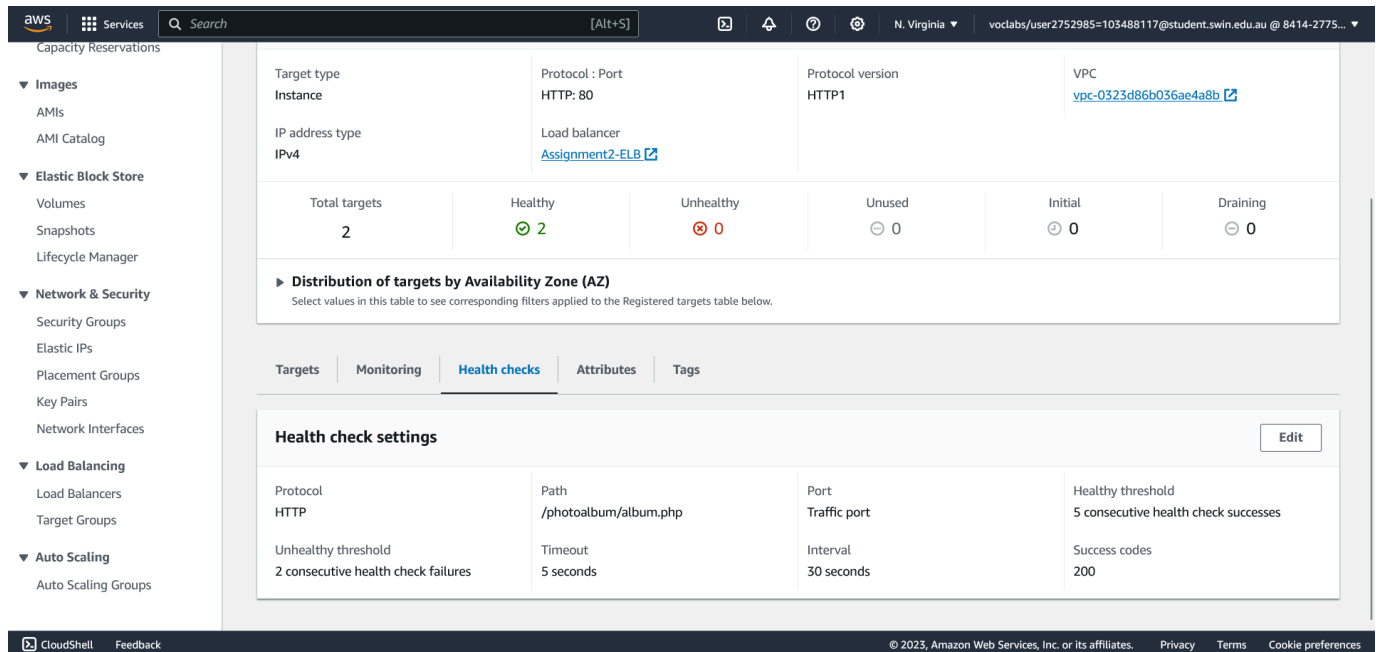 aws Services Search [Alt+S] N. Virginia voclabs/user2752985=103488117@student.swin.edu.au @ 8414-2775...
Capacity Reservations
Images
AMIs
AMI Catalog
Elastic Block Store
Volumes
Snapshots
Lifecycle Manager
Network & Security
Security Groups
Elastic IPs
Placement Groups
Key Pairs
Network Interfaces
Load Balancing
Load Balancers
Target Groups
Auto Scaling
Auto Scaling Groups
Target type Protocol : Port Protocol version VPC
Instance HTTP: 80 HTTP1 vpc-0323d86b036ae4a8b
IP address type Load balancer
IPv4 Assignment2-ELB
Total targets Healthy Unhealthy Unused Initial Draining
2 2 0 0 0 0
Distribution of targets by Availability Zone (AZ)
Select values in this table to see corresponding filters applied to the Registered targets table below.
Targets Monitoring Health checks Attributes Tags
Health check settings Edit
Protocol Path Port Healthy threshold
HTTP /photoalbum/album.php Traffic port 5 consecutive health check successes
Unhealthy threshold Timeout Interval Success codes
2 consecutive health check failures 5 seconds 30 seconds 200
CloudShell Feedback © 2023, Amazon Web Services, Inc. or its affiliates. Privacy Terms Cookie preferences